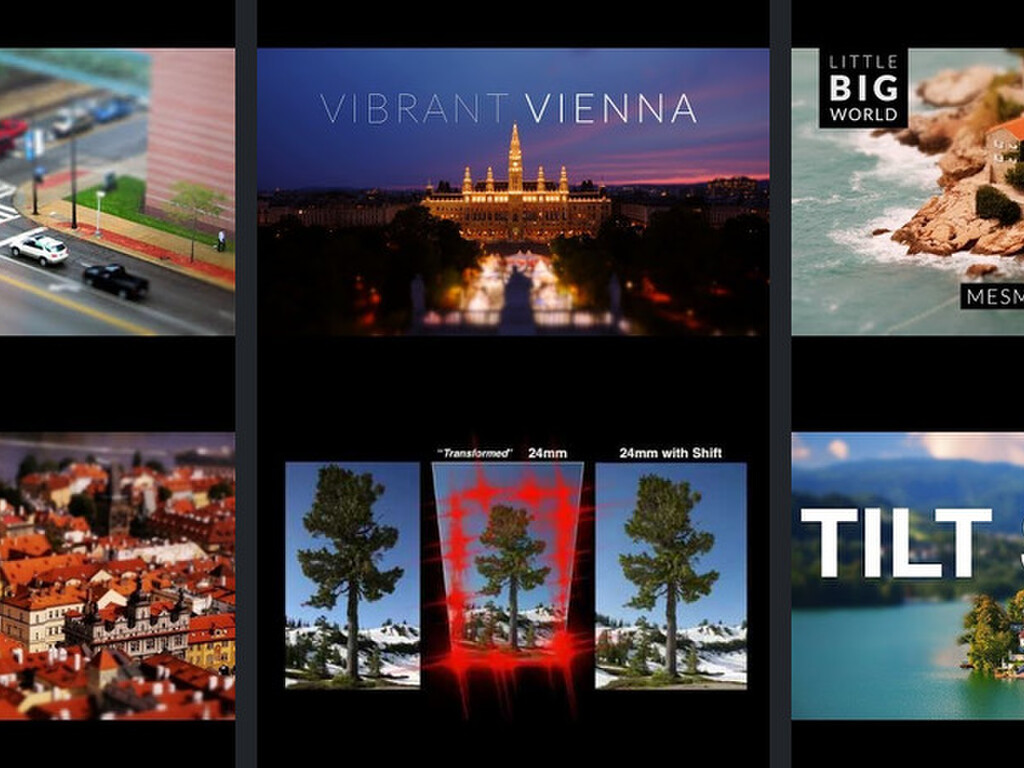 VIBRANT VIENNA
LITTLE
BIG
WORLD
MESM
"Transformed" 24mm
24mm with Shift
TILT